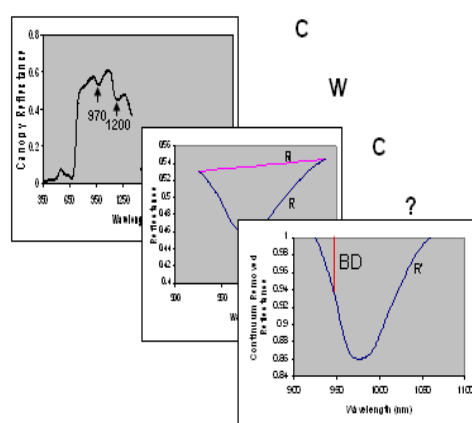 C
W
C
?
Canopy Reflectance
0.8
0.6
0.4
0.2
0
970
1200
350 650 950 1250
Wavelength
Reflectance
0.56
0.54
0.52
0.5
0.48
0.46
0.44
0.42
0.4
R
R
900
Continuum Removed
Reflectance
1
0.98
0.96
0.94
0.92
0.9
0.88
0.86
0.84
BD
R'
900 950 1000 1050 1100
Wavelength (nm)